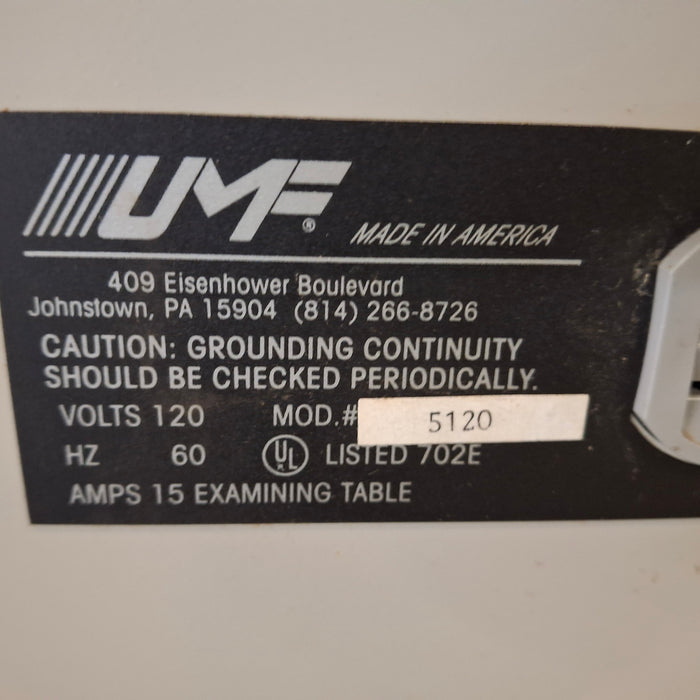 UMF ® MADE IN AMERICA
409 Eisenhower Boulevard
Johnstown, PA 15904 (814) 266-8726
CAUTION: GROUNDING CONTINUITY
SHOULD BE CHECKED PERIODICALLY.
VOLTS 120 MOD.# 5120
HZ 60 UL LISTED 702E
AMPS 15 EXAMINING TABLE